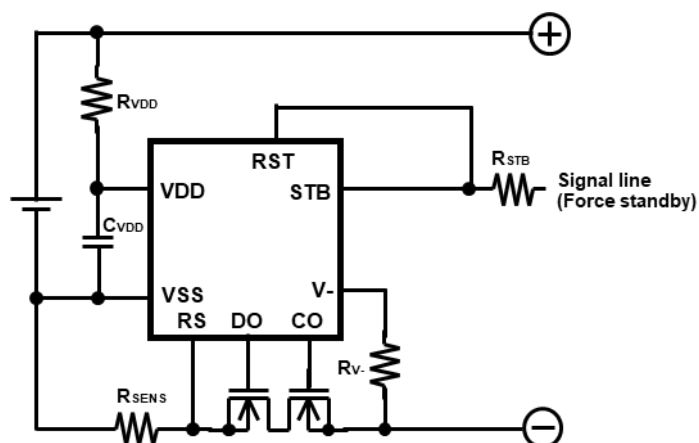 +
RVDD
RST
RSTB
Signal line
(Force standby)
VDD
STB
CVDD
VSS
V-
RS
DO
CO
RV-
RSENS
−